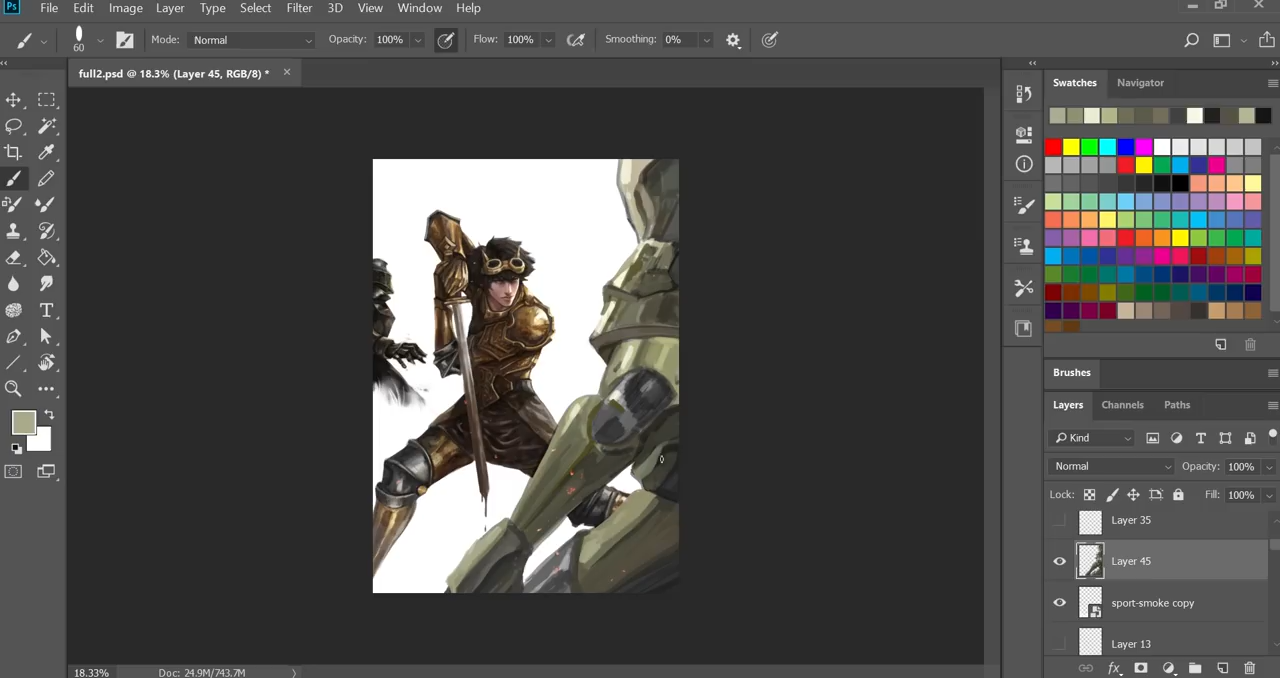 Ps File Edit Image Layer Type Select Filter 3D View Window Help
60 Mode: Normal Opacity: 100% Flow: 100% Smoothing: 0%
full2.psd @ 18.3% (Layer 45, RGB/8) *
Swatches Navigator
Brushes
Layers Channels Paths
Kind
Normal Opacity: 100%
Lock: Fill: 100%
Layer 35
Layer 45
sport-smoke copy
Layer 13
18.33% Doc: 24.9M/743.7M